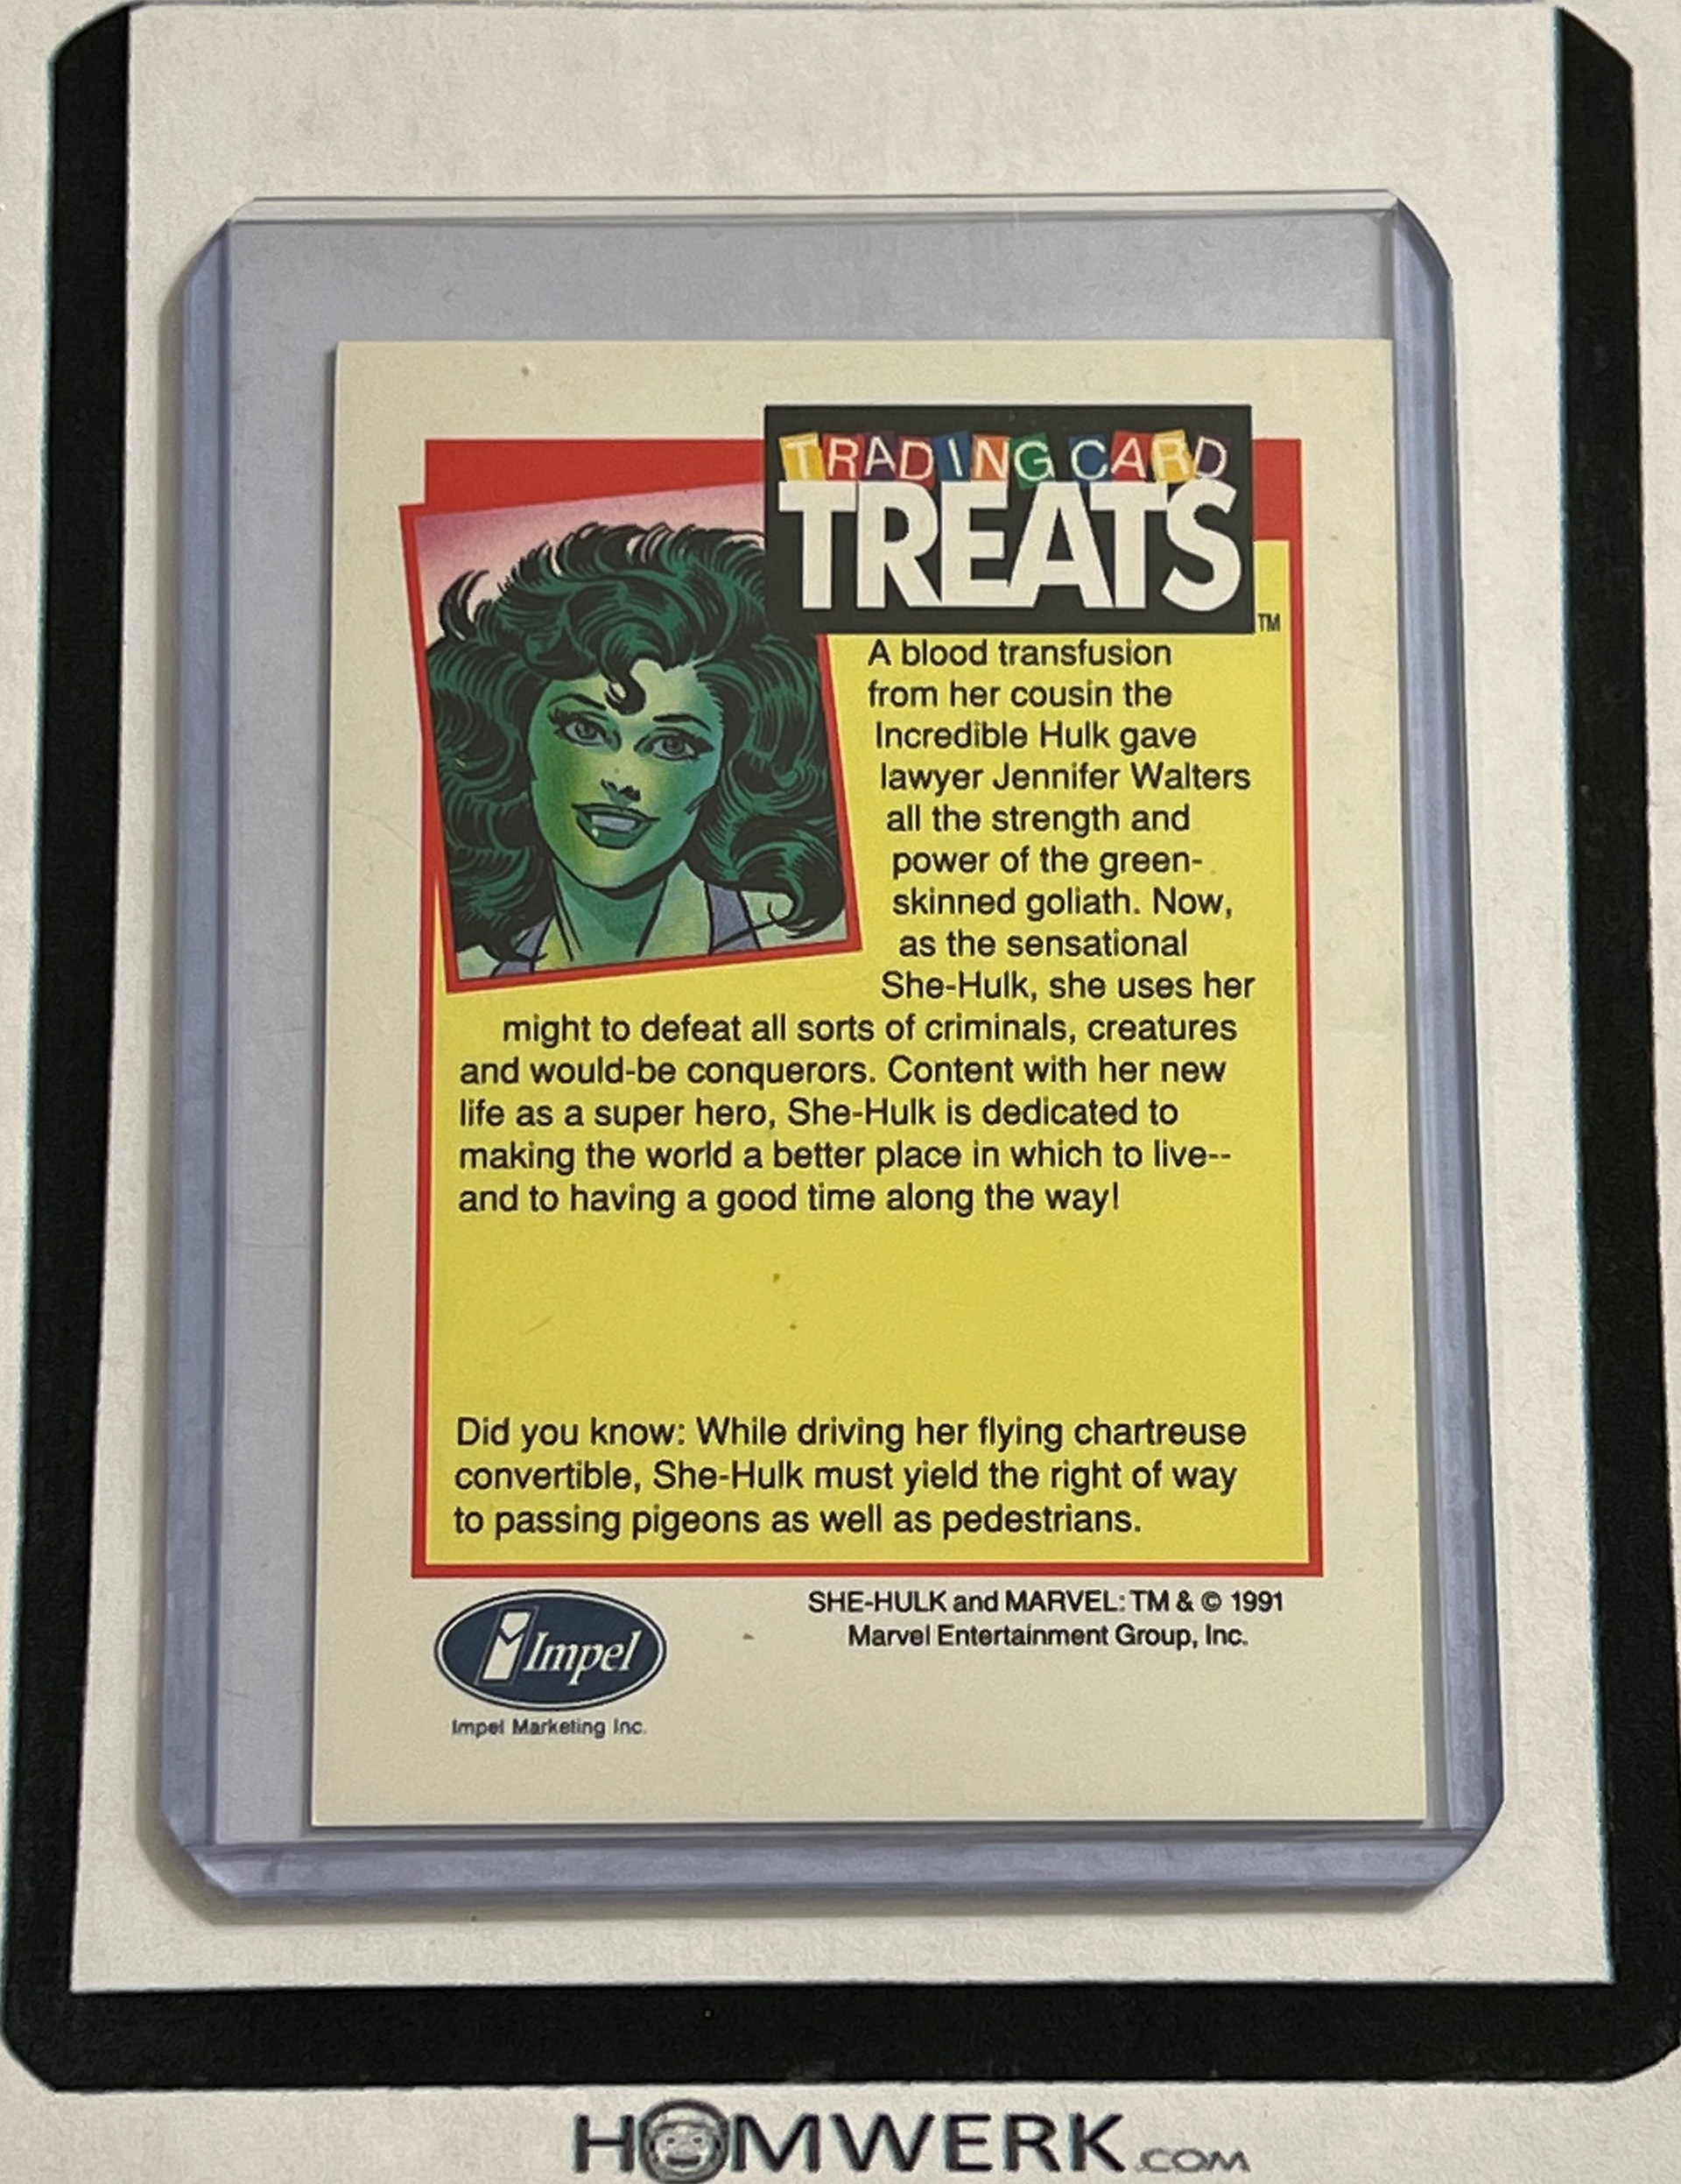 TRADING CARD
TREATS
TM
A blood transfusion
from her cousin the
Incredible Hulk gave
lawyer Jennifer Walters
all the strength and
power of the green-
skinned goliath. Now,
as the sensational
She-Hulk, she uses her
might to defeat all sorts of criminals, creatures
and would-be conquerors. Content with her new
life as a super hero, She-Hulk is dedicated to
making the world a better place in which to live--
and to having a good time along the way!
Did you know: While driving her flying chartreuse
convertible, She-Hulk must yield the right of way
to passing pigeons as well as pedestrians.
SHE-HULK and MARVEL: TM & © 1991
Marvel Entertainment Group, Inc.
Impel
Impel Marketing Inc.
HOMWERK.COM